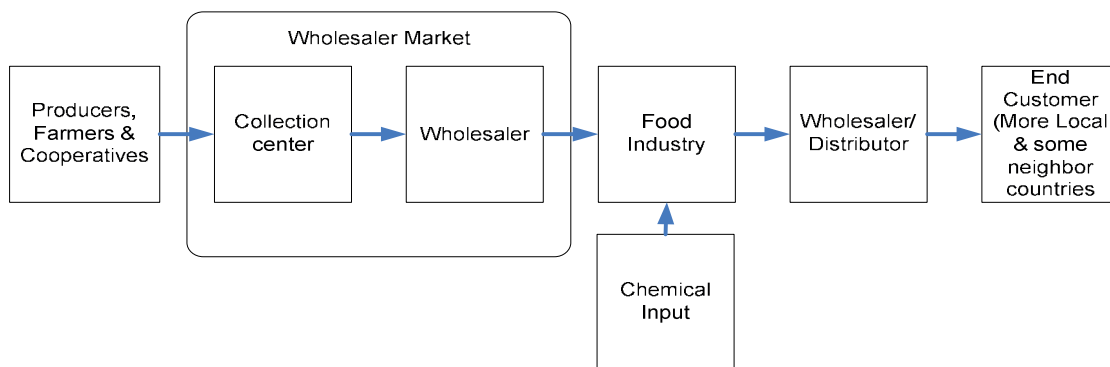 Wholesaler Market
Producers,
Farmers &
Cooperatives
Collection
center
Wholesaler
Food
Industry
Wholesaler/
Distributor
End
Customer
(More Local
& some
neighbor
countries
Chemical
Input